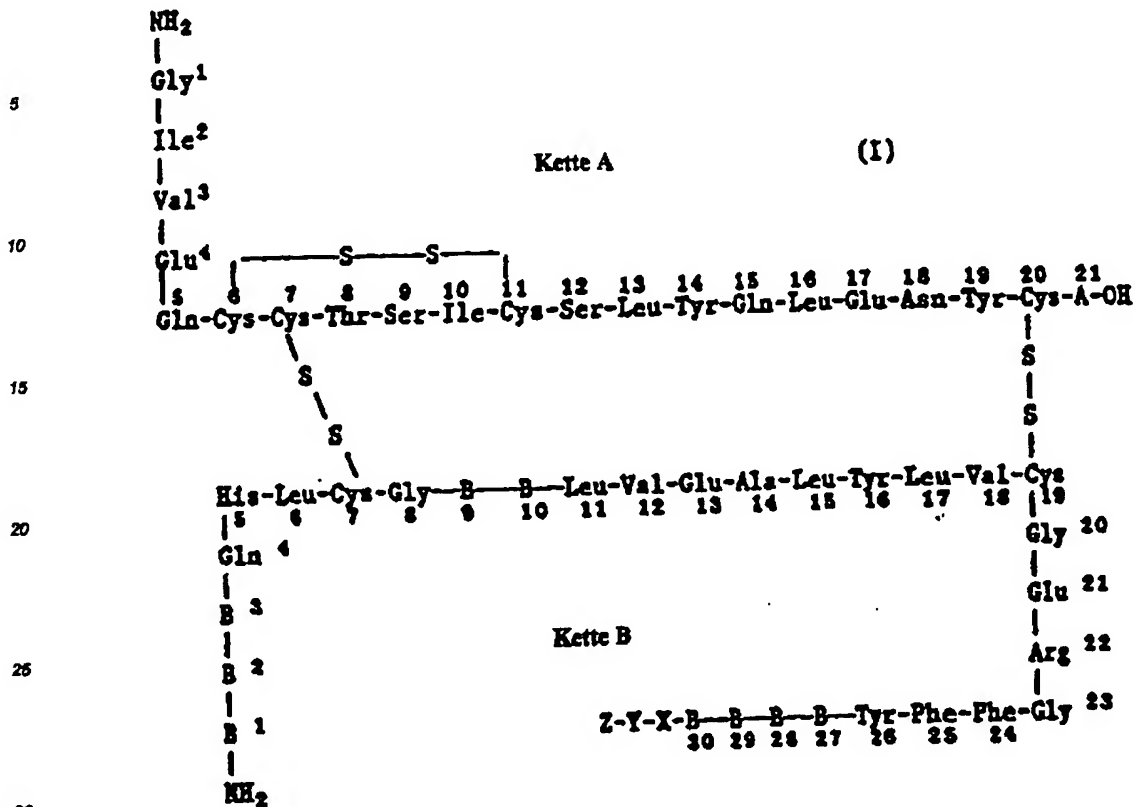 NH2
Gly1
5
Ile2
Kette A (I)
Val3
10 Glu4 S S
5 6 7 8 9 10 11 12 13 14 15 16 17 18 19 20 21
Gln-Cys-Cys-Thr-Ser-Ile-Cys-Ser-Leu-Tyr-Gln-Leu-Glu-Asn-Tyr-Cys-A-OH
S
15 S
S
S
His-Leu-Cys-Gly-B-B-Leu-Val-Glu-Ala-Leu-Tyr-Leu-Val-Cys
5 6 7 8 9 10 11 12 13 14 15 16 17 18 19
20 Gly 20
Gln 4
Glu 21
B 3
Kette B
Arg 22
25 B 2
Z-Y-X-B-B-B-B-Tyr-Phe-Phe-Gly 23
30 29 28 27 26 25 24
B 1
NH2